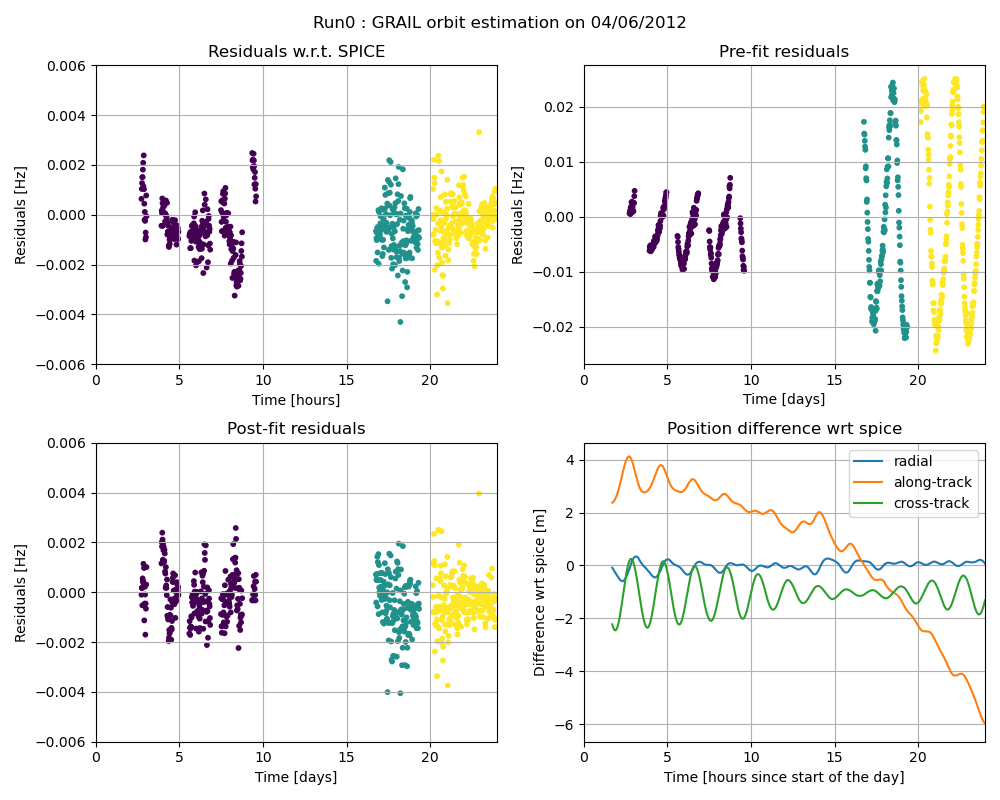 Run0 : GRAIL orbit estimation on 04/06/2012
Residuals w.r.t. SPICE
0.006
0.004
0.002
0.000
−0.002
−0.004
−0.006
Residuals [Hz]
0 5 10 15 20
Time [hours]
Pre-fit residuals
0.02
0.01
0.00
−0.01
−0.02
Residuals [Hz]
0 5 10 15 20
Time [days]
Post-fit residuals
0.006
0.004
0.002
0.000
−0.002
−0.004
−0.006
Residuals [Hz]
0 5 10 15 20
Time [days]
Position difference wrt spice
radial
along-track
cross-track
4
2
0
−2
−4
−6
Difference wrt spice [m]
0 5 10 15 20
Time [hours since start of the day]